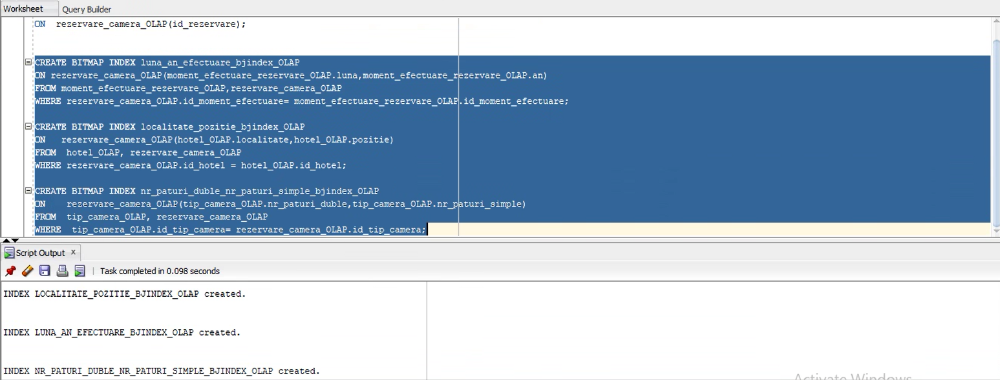 Worksheet Query Builder
ON rezervare_camera_OLAP(id_rezervare);
CREATE BITMAP INDEX luna_an_efectuare_bjindex_OLAP
ON rezervare_camera_OLAP(moment_efectuare_rezervare_OLAP.luna,moment_efectuare_rezervare_OLAP.an)
FROM moment_efectuare_rezervare_OLAP,rezervare_camera_OLAP
WHERE rezervare_camera_OLAP.id_moment_efectuare= moment_efectuare_rezervare_OLAP.id_moment_efectuare;
CREATE BITMAP INDEX localitate_pozitie_bjindex_OLAP
ON rezervare_camera_OLAP(hotel_OLAP.localitate,hotel_OLAP.pozitie)
FROM hotel_OLAP, rezervare_camera_OLAP
WHERE rezervare_camera_OLAP.id_hotel = hotel_OLAP.id_hotel;
CREATE BITMAP INDEX nr_paturi_duble_nr_paturi_simple_bjindex_OLAP
ON rezervare_camera_OLAP(tip_camera_OLAP.nr_paturi_duble,tip_camera_OLAP.nr_paturi_simple)
FROM tip_camera_OLAP, rezervare_camera_OLAP
WHERE tip_camera_OLAP.id_tip_camera= rezervare_camera_OLAP.id_tip_camera;
Script Output x
Task completed in 0.098 seconds
INDEX LOCALITATE_POZITIE_BJINDEX_OLAP created.
INDEX LUNA_AN_EFECTUARE_BJINDEX_OLAP created.
INDEX NR_PATURI_DUBLE_NR_PATURI_SIMPLE_BJINDEX_OLAP created.
Activate Windows